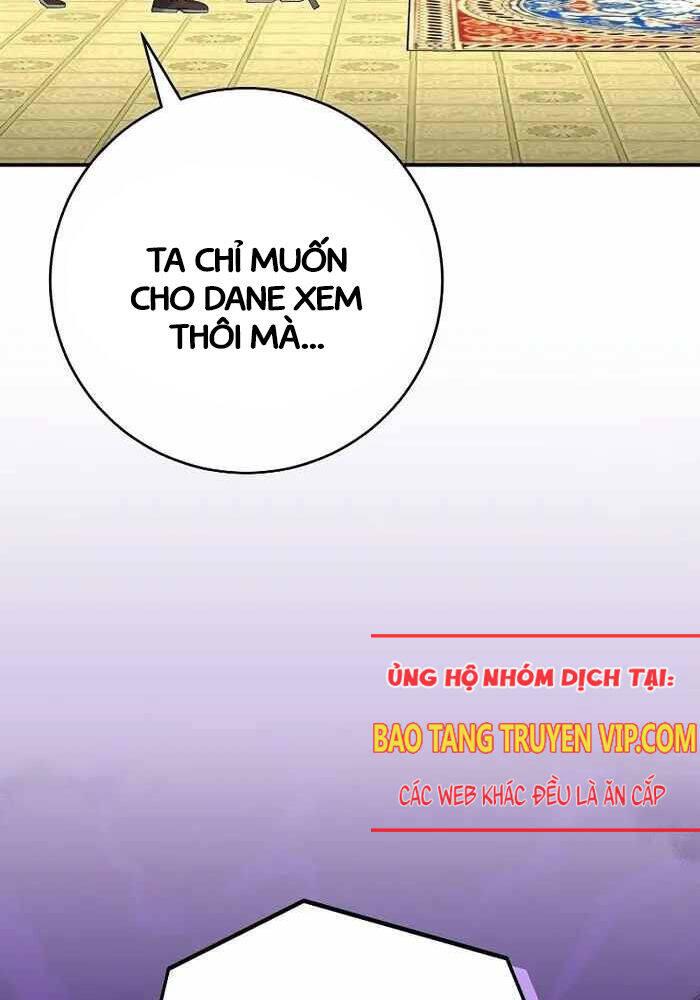 TA CHỈ MUỐN
CHO DANE XEM
THÔI MÀ...
ỦNG HỘ NHÓM DỊCH TẠI:
BAO TANG TRUYEN VIP.COM
CÁC WEB KHÁC ĐỀU LÀ ĂN CẮP